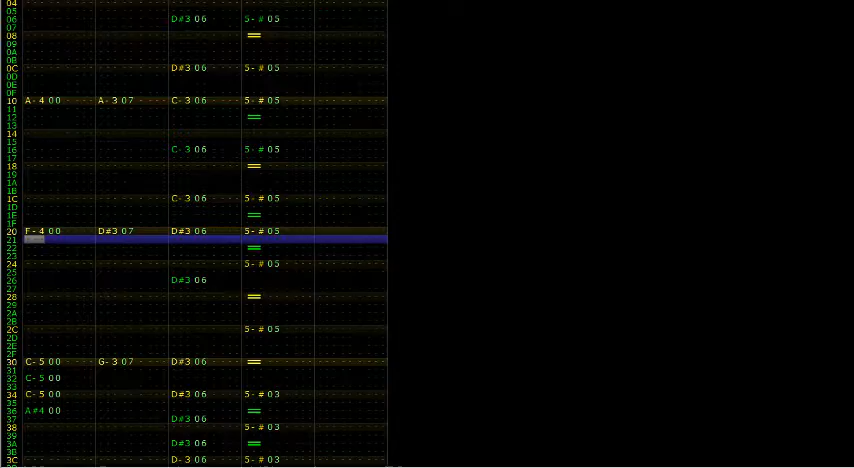 04
05
06 D#3 06 5-# 05
07
08 ==
09
0A
0B
0C D#3 06 5-# 05
0D
0E
0F
10 A-4 00 A-3 07 C-3 06 5-# 05
11
12 ==
13
14
15
16 C-3 06 5-# 05
17
18 ==
19
1A
1B
1C C-3 06 5-# 05
1D
1E ==
1F
20 F-4 00 D#3 07 D#3 06 5-# 05
21
22 ==
23
24 5-# 05
25
26 D#3 06
27
28 ==
29
2A
2B
2C 5-# 05
2D
2E
2F
30 C-5 00 G-3 07 D#3 06 ==
31
32 C-5 00
33
34 C-5 00 D#3 06 5-# 03
35
36 A#4 00 ==
37 D#3 06
38 5-# 03
39
3A D#3 06 ==
3B
3C D-3 06 5-# 03